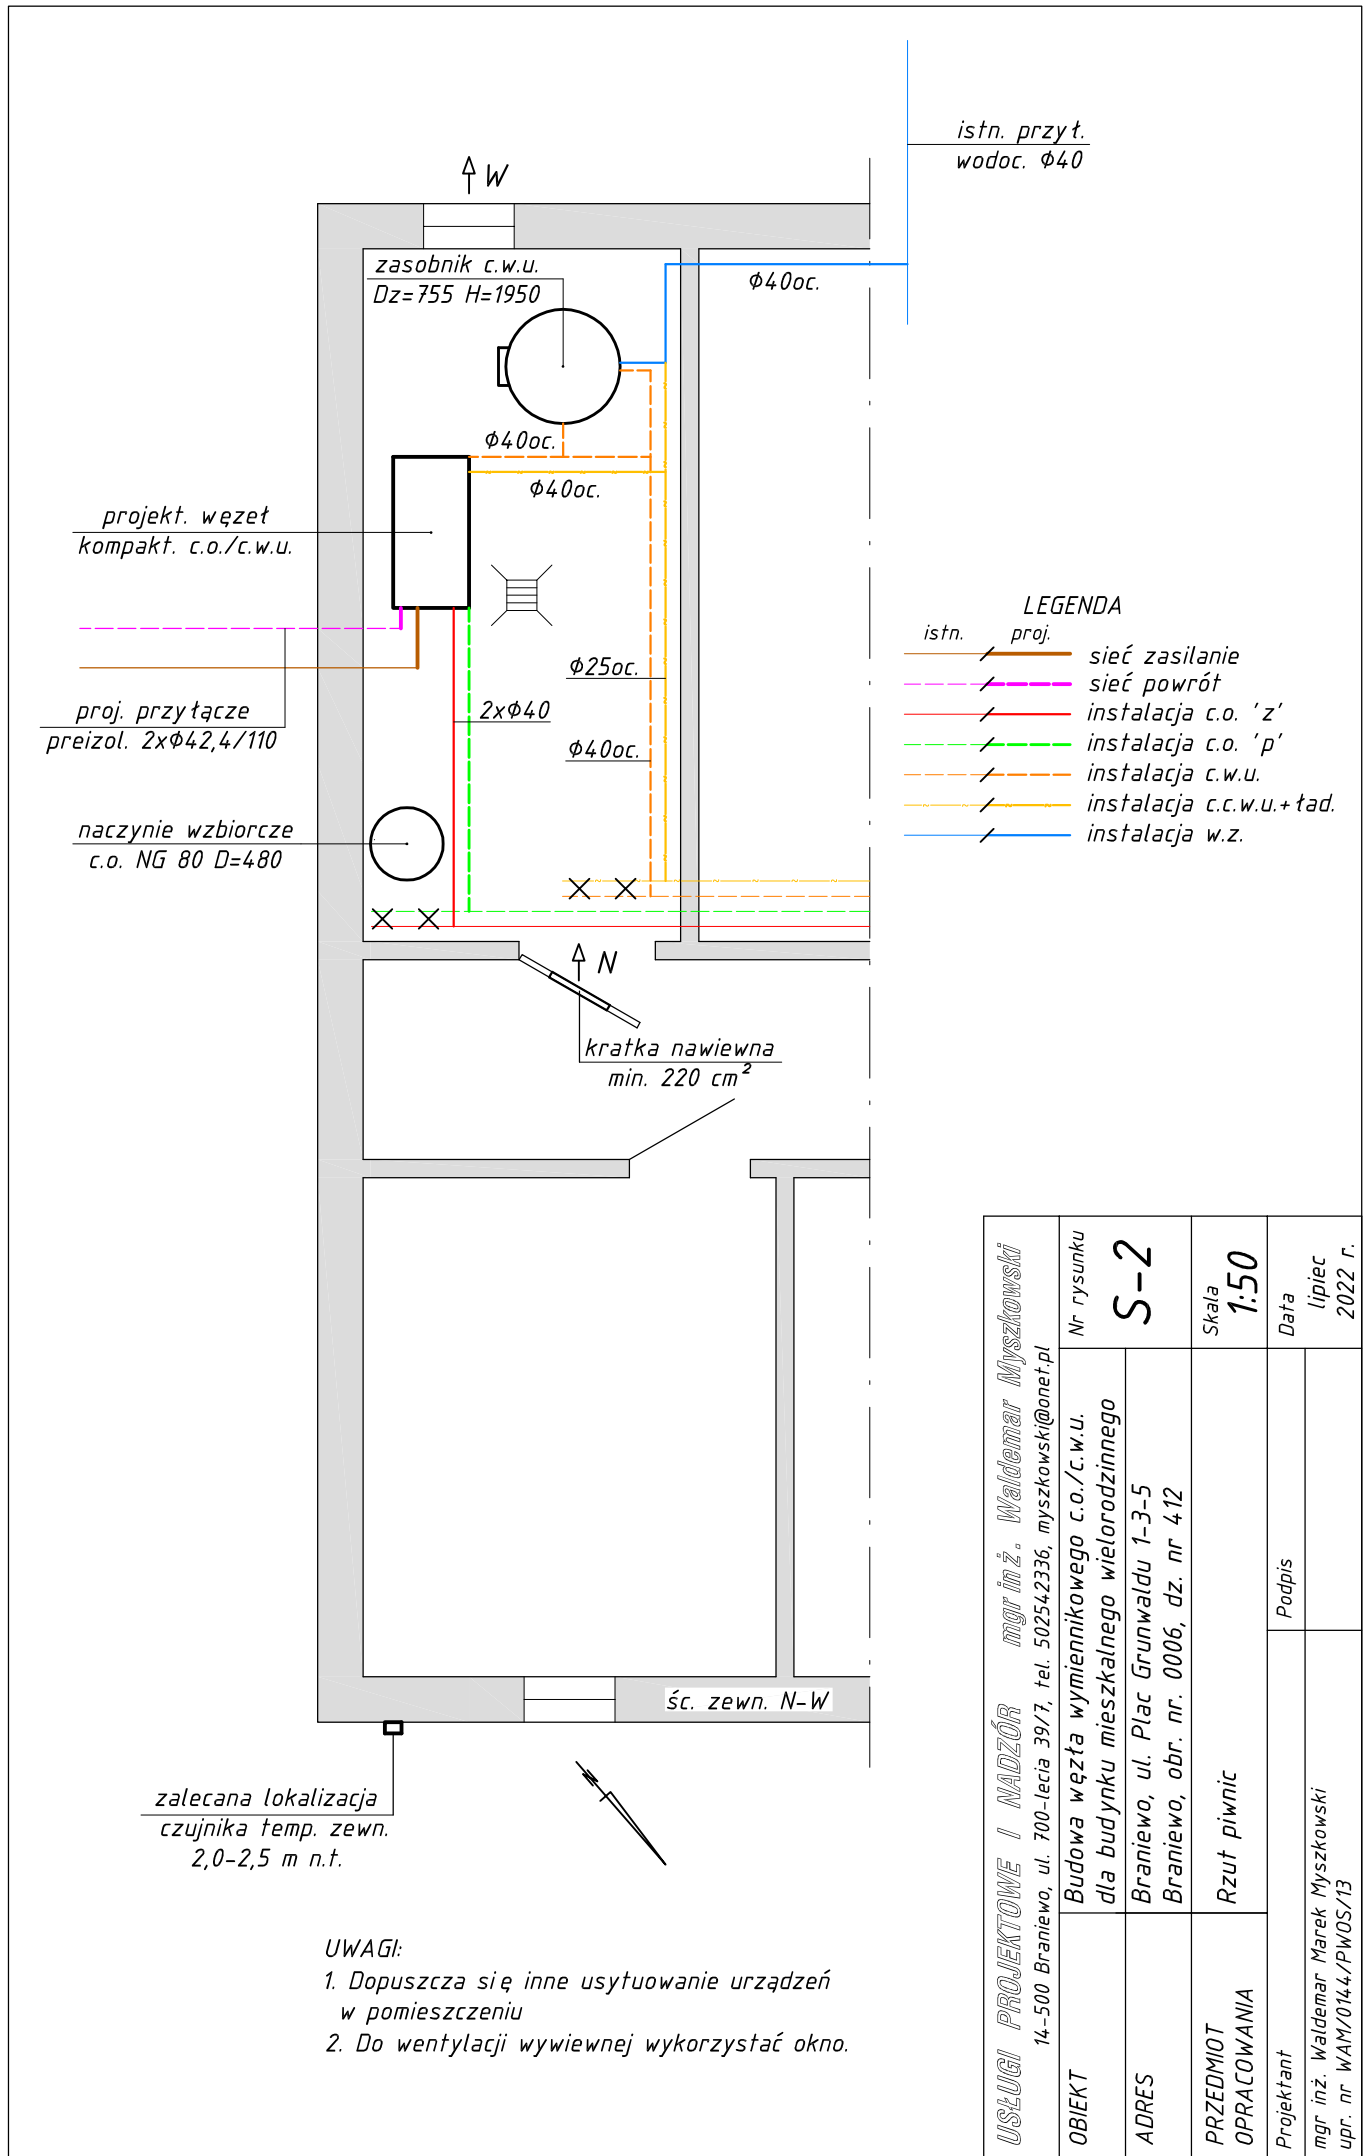 istn. przył.
wodoc. Φ40
W
zasobnik c.w.u.
Dz=755 H=1950
Φ40oc.
Φ40oc.
Φ40oc.
projekt. węzeł
kompakt. c.o./c.w.u.
Φ25oc.
2xΦ40
proj. przyłącze
preizol. 2xΦ42,4/110
Φ40oc.
naczynie wzbiorcze
c.o. NG 80 D=480
N
kratka nawiewna
min. 220 cm²
LEGENDA
istn. proj.
sieć zasilanie
sieć powrót
instalacja c.o. 'z'
instalacja c.o. 'p'
instalacja c.w.u.
instalacja c.c.w.u.+ład.
instalacja w.z.
śc. zewn. N-W
N
zalecana lokalizacja
czujnika temp. zewn.
2,0-2,5 m n.t.
UWAGI:
1. Dopuszcza się inne usytuowanie urządzeń
w pomieszczeniu
2. Do wentylacji wywiewnej wykorzystać okno.
USŁUGI PROJEKTOWE I NADZÓR mgr inż. Waldemar Myszkowski
14-500 Braniewo, ul. 700-lecia 39/7, tel. 502542336, myszkowski@onet.pl
OBIEKT
Budowa węzła wymiennikowego c.o./c.w.u.
dla budynku mieszkalnego wielorodzinnego
Nr rysunku
S-2
ADRES
Braniewo, ul. Plac Grunwaldu 1-3-5
Braniewo, obr. nr. 0006, dz. nr 412
PRZEDMIOT
OPRACOWANIA
Rzut piwnic
Skala
1:50
Projektant
Podpis
Data
mgr inż. Waldemar Marek Myszkowski
upr. nr WAM/0144/PWOS/13
lipiec
2022 r.